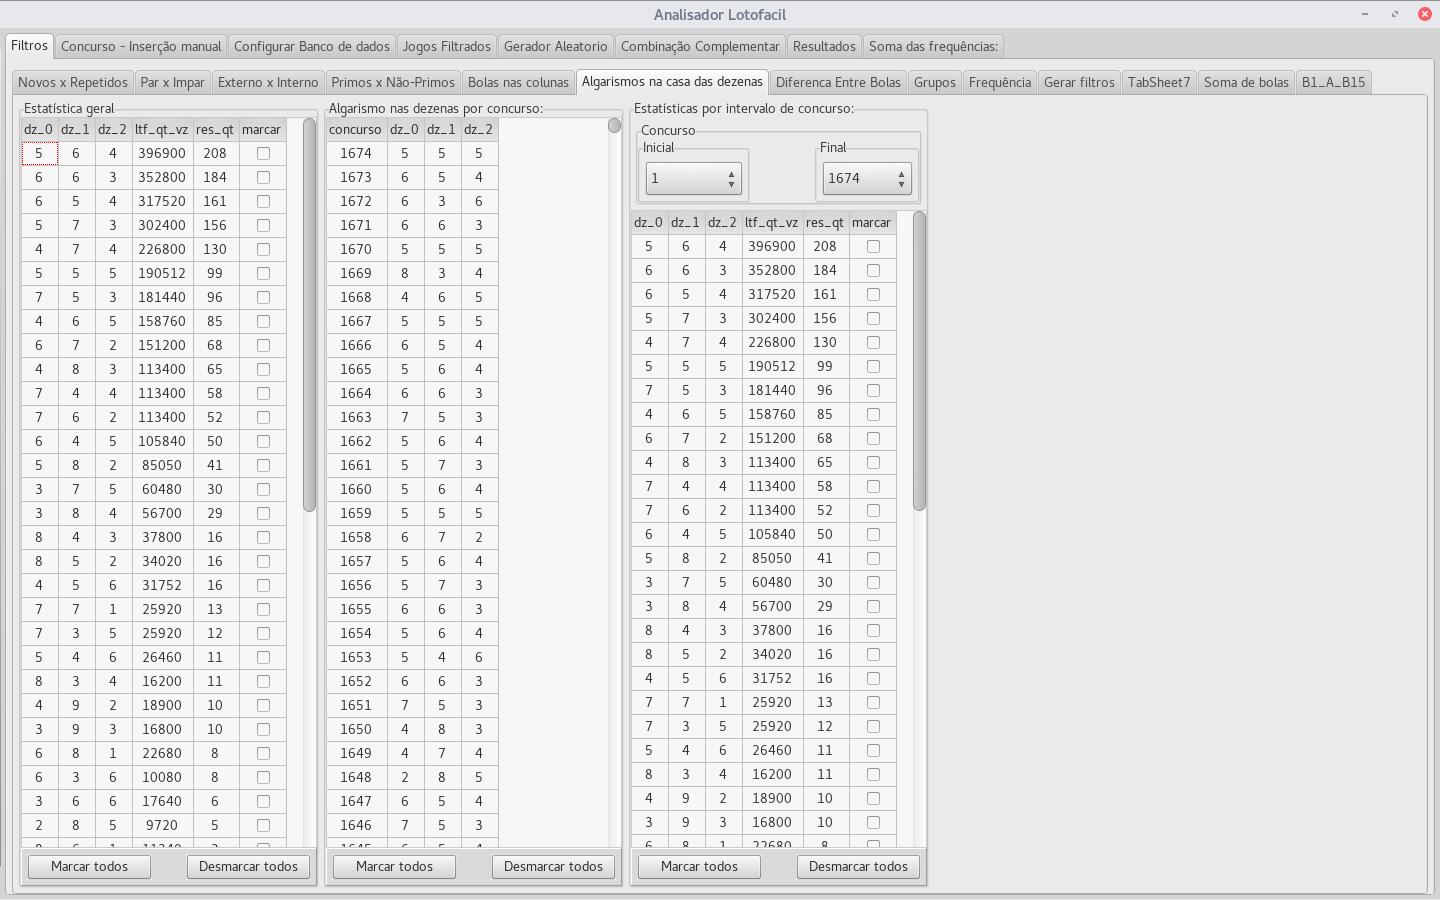 Analisador Lotofacil
Filtros Concurso - Inserção manual Configurar Banco de dados Jogos Filtrados Gerador Aleatorio Combinação Complementar Resultados Soma das frequências:
Novos x Repetidos Par x Impar Externo x Interno Primos x Não-Primos Bolas nas colunas Algarismos na casa das dezenas Diferenca Entre Bolas Grupos Frequência Gerar filtros TabSheet7 Soma de bolas B1_A_B15
Estatística geral
dz_0 dz_1 dz_2 ltf_qt_vz res_qt marcar
5 6 4 396900 208
6 6 3 352800 184
6 5 4 317520 161
5 7 3 302400 156
4 7 4 226800 130
5 5 5 190512 99
7 5 3 181440 96
4 6 5 158760 85
6 7 2 151200 68
4 8 3 113400 65
7 4 4 113400 58
7 6 2 113400 52
6 4 5 105840 50
5 8 2 85050 41
3 7 5 60480 30
3 8 4 56700 29
8 4 3 37800 16
8 5 2 34020 16
4 5 6 31752 16
7 7 1 25920 13
7 3 5 25920 12
5 4 6 26460 11
8 3 4 16200 11
4 9 2 18900 10
3 9 3 16800 10
6 8 1 22680 8
6 3 6 10080 8
3 6 6 17640 6
2 8 5 9720 5
Marcar todos Desmarcar todos
Algarismo nas dezenas por concurso:
concurso dz_0 dz_1 dz_2
1674 5 5 5
1673 6 5 4
1672 6 3 6
1671 6 6 3
1670 5 5 5
1669 8 3 4
1668 4 6 5
1667 5 5 5
1666 6 5 4
1665 5 6 4
1664 6 6 3
1663 7 5 3
1662 5 6 4
1661 5 7 3
1660 5 6 4
1659 5 5 5
1658 6 7 2
1657 5 6 4
1656 5 7 3
1655 6 6 3
1654 5 6 4
1653 5 4 6
1652 6 6 3
1651 7 5 3
1650 4 8 3
1649 4 7 4
1648 2 8 5
1647 6 5 4
1646 7 5 3
1645 6 5 4
Marcar todos Desmarcar todos
Estatísticas por intervalo de concurso:
Concurso
Inicial Final
1 1674
dz_0 dz_1 dz_2 ltf_qt_vz res_qt marcar
5 6 4 396900 208
6 6 3 352800 184
6 5 4 317520 161
5 7 3 302400 156
4 7 4 226800 130
5 5 5 190512 99
7 5 3 181440 96
4 6 5 158760 85
6 7 2 151200 68
4 8 3 113400 65
7 4 4 113400 58
7 6 2 113400 52
6 4 5 105840 50
5 8 2 85050 41
3 7 5 60480 30
3 8 4 56700 29
8 4 3 37800 16
8 5 2 34020 16
4 5 6 31752 16
7 7 1 25920 13
7 3 5 25920 12
5 4 6 26460 11
8 3 4 16200 11
4 9 2 18900 10
3 9 3 16800 10
6 8 1 22680 8
Marcar todos Desmarcar todos